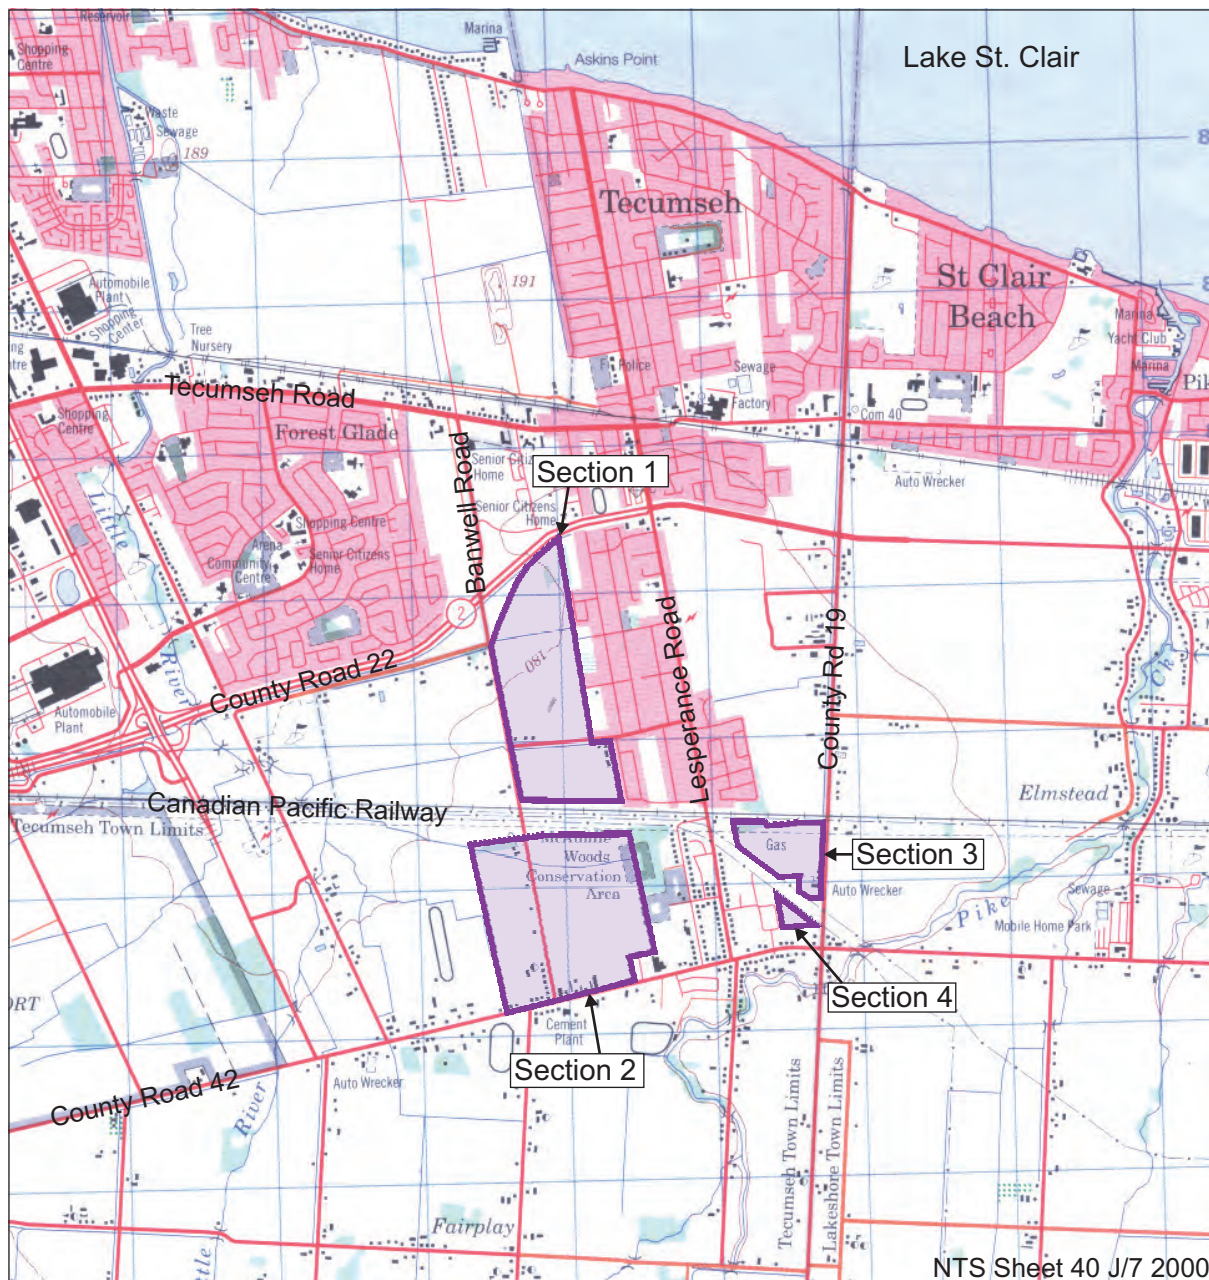 Reservoir
Shopping
Centre
Marina
Askins Point
Lake St. Clair
Waste
Sewage
189
Tecumseh
St Clair
Beach
191
Automobile
Plant
Shopping
Center
Tree
Nursery
Marina
Yacht Club
Marina
Police
Sewage
Factory
Tecumseh Road
Com 40
Shopping
Centre
Forest Glade
Banwell Road
Senior Citiz
Home
Section 1
Auto Wrecker
Senior Citizens
Home
Little
River
Shopping Centre
Arena
Community
Centre
Senior Citizens
Home
2
Lesperance Road
County Rd 19
180
County Road 22
Automobile
Plant
Canadian Pacific Railway
Tecumseh Town Limits
Elmstead
Gas
Section 3
McAuliffe
Woods
Conservation
Area
Auto Wrecker
Sewage
Pike
Ck
Mobile Home Park
Section 4
Cement
Plant
Section 2
Auto Wrecker
County Road 42
River
Tecumseh Town Limits
Lakeshore Town Limits
Fairplay
NTS Sheet 40 J/7 2000